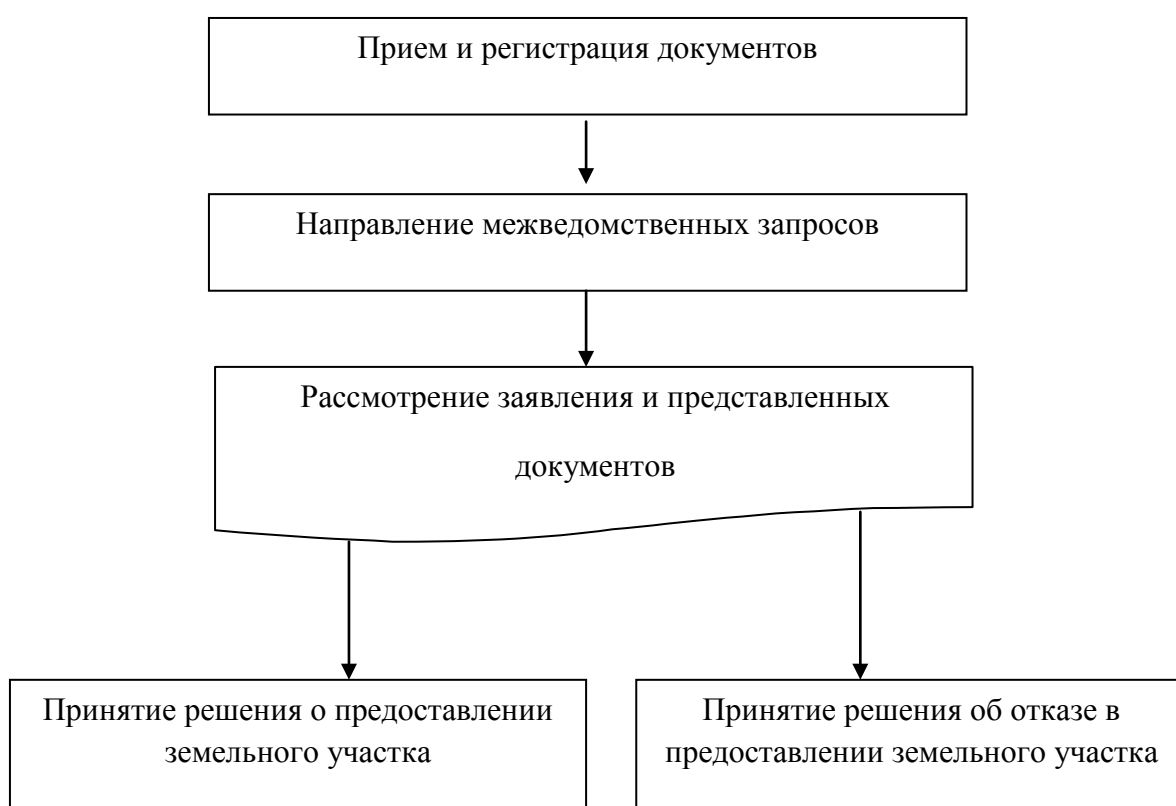 Прием и регистрация документов
Направление межведомственных запросов
Рассмотрение заявления и представленных
документов
Принятие решения о предоставлении
земельного участка
Принятие решения об отказе в
предоставлении земельного участка